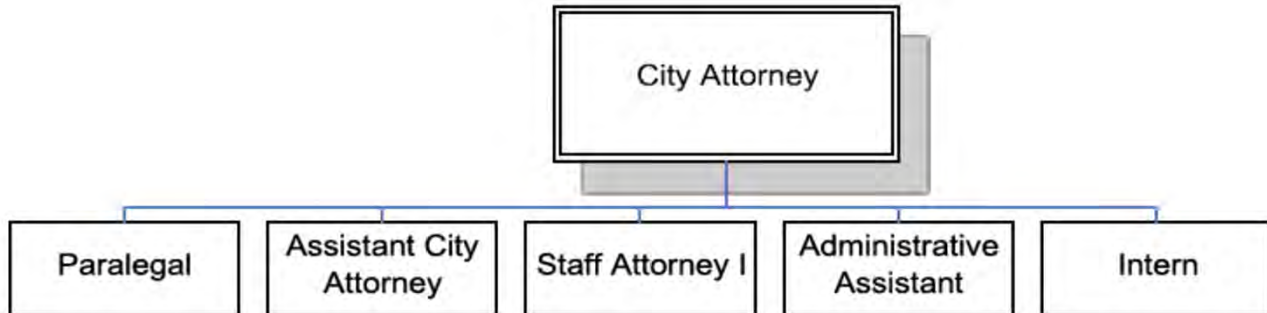 City Attorney
Paralegal
Assistant City
Attorney
Staff Attorney I
Administrative
Assistant
Intern